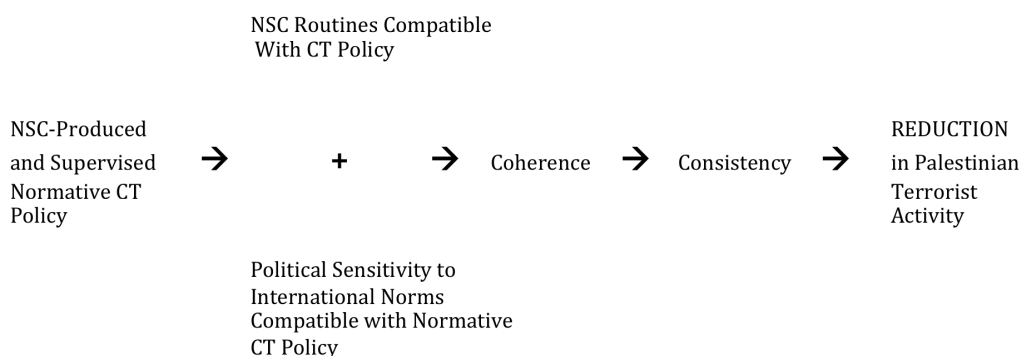 NSC Routines Compatible
With CT Policy
NSC-Produced
and Supervised
Normative CT
Policy
→
+
→
Coherence
→
Consistency
→
REDUCTION
in Palestinian
Terrorist
Activity
Political Sensitivity to
International Norms
Compatible with Normative
CT Policy